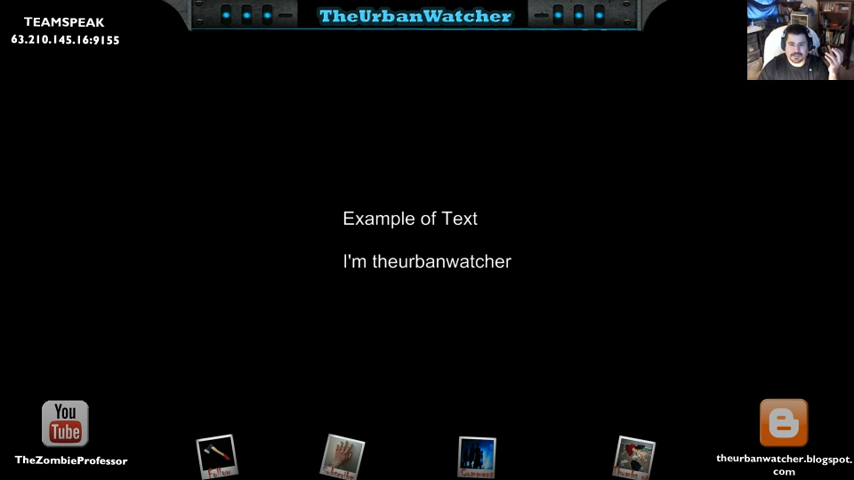 TEAMSPEAK
63.210.145.16:9155
TheUrbanWatcher
Example of Text
I'm theurbanwatcher
You
Tube
TheZombieProfessor
theurbanwatcher.blogspot.
com